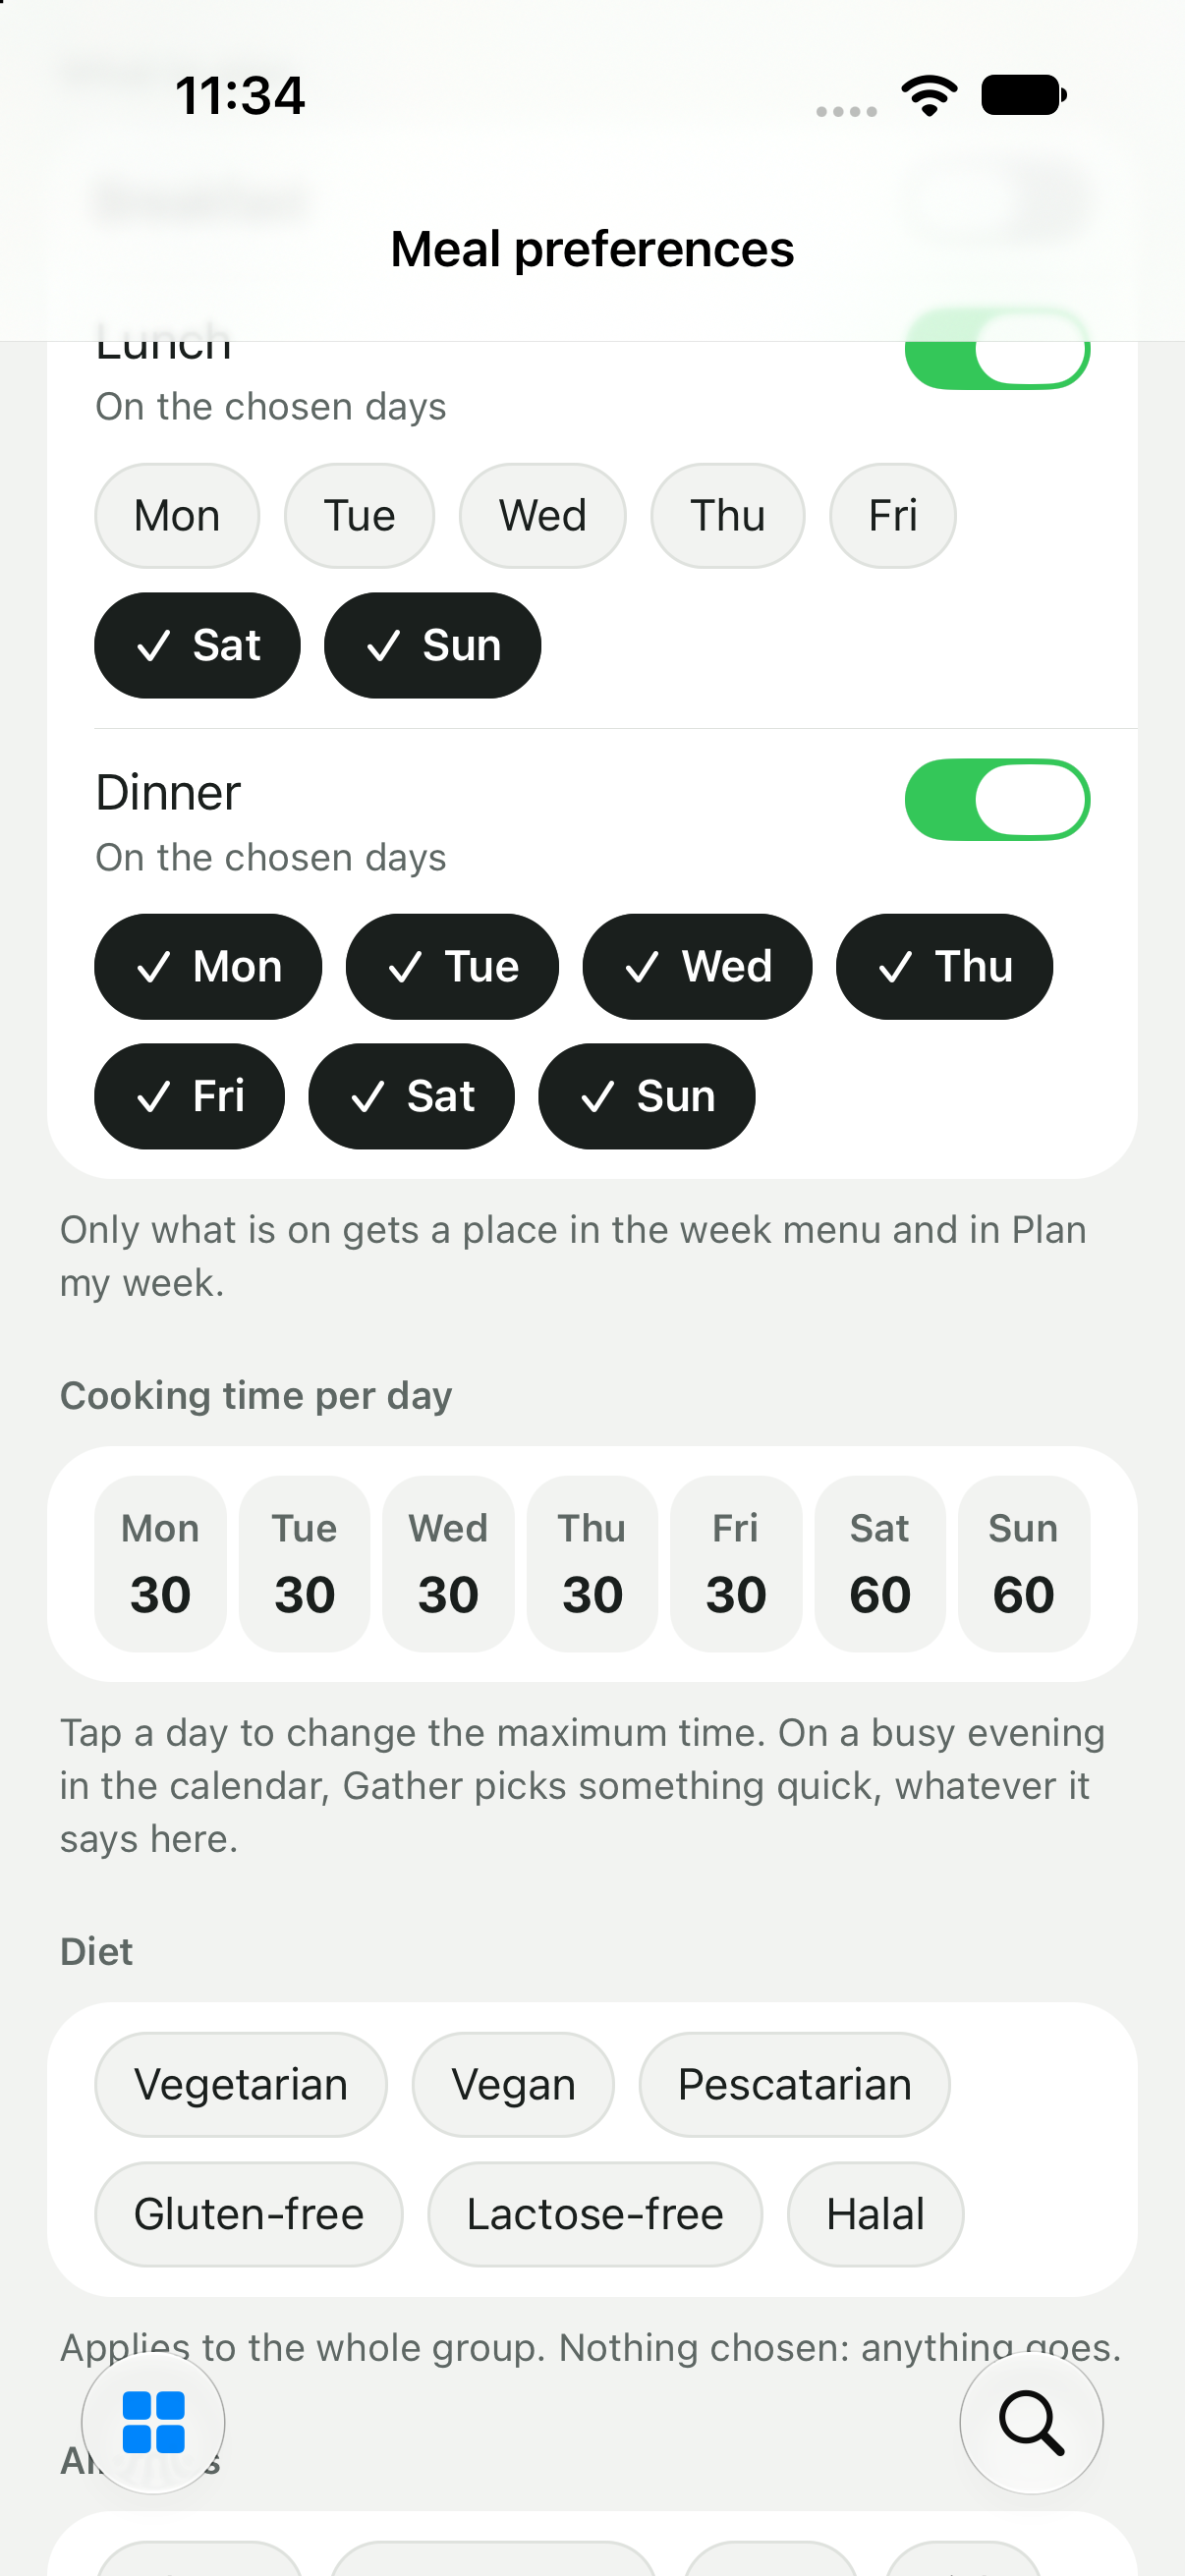 11:34
Meal preferences
Lunch
On the chosen days
Mon Tue Wed Thu Fri
Sat Sun
Dinner
On the chosen days
Mon Tue Wed Thu
Fri Sat Sun
Only what is on gets a place in the week menu and in Plan
my week.
Cooking time per day
Mon Tue Wed Thu Fri Sat Sun
30 30 30 30 30 60 60
Tap a day to change the maximum time. On a busy evening
in the calendar, Gather picks something quick, whatever it
says here.
Diet
Vegetarian Vegan Pescatarian
Gluten-free Lactose-free Halal
Applies to the whole group. Nothing chosen: anything goes.